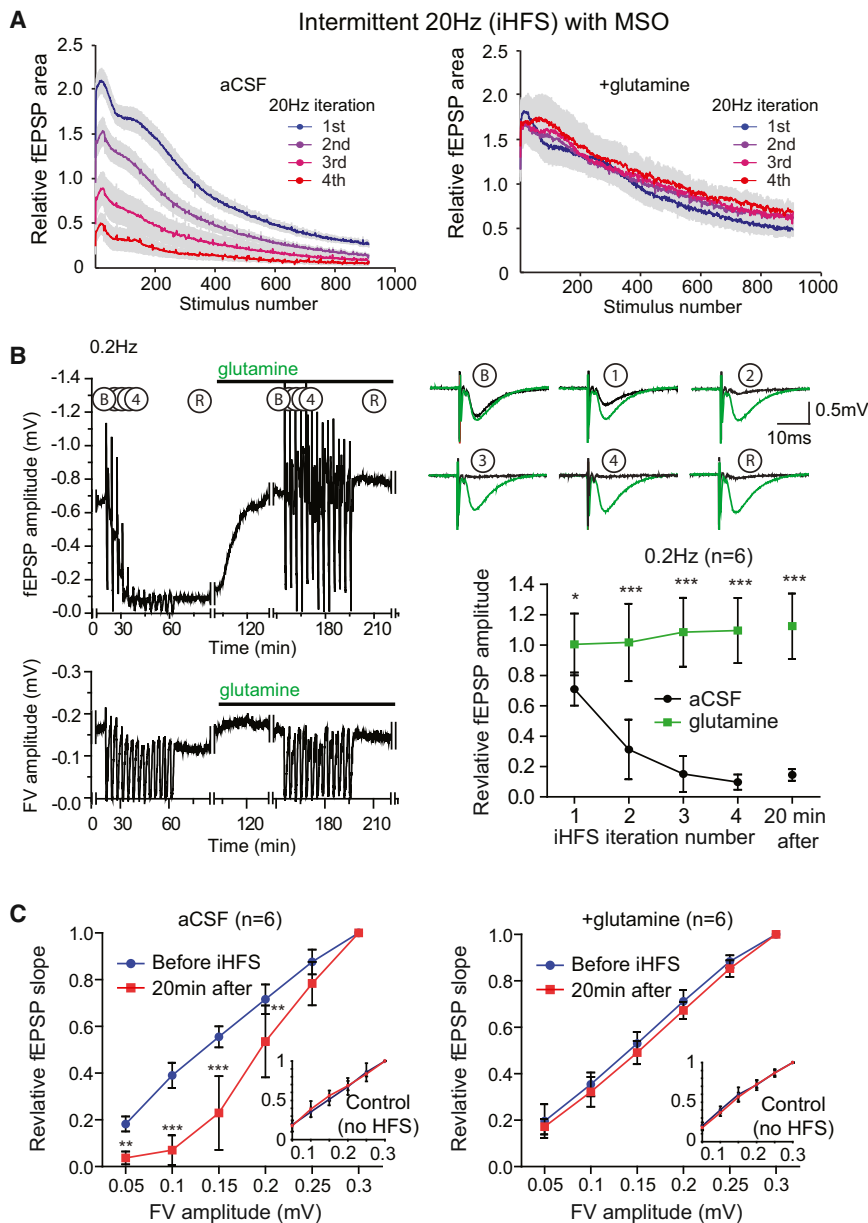 A
Intermittent 20Hz (iHFS) with MSO
Relative fEPSP area
2.5
2.0
1.5
1.0
0.5
0
aCSF
20Hz iteration
1st
2nd
3rd
4th
200
400
600
800
1000
Stimulus number
Relative fEPSP area
2.5
2.0
1.5
1.0
0.5
0
+glutamine
20Hz iteration
1st
2nd
3rd
4th
200
400
600
800
1000
Stimulus number
B
0.2Hz
glutamine
fEPSP amplitude (mV)
-1.4
-1.2
-1.0
-0.8
-0.6
-0.4
-0.2
-0.0
B
4
R
B
4
R
0
30
60
90
150
180
210
Time (min)
glutamine
FV amplitude (mV)
-0.3
-0.2
-0.1
-0.0
0
30
60
90
150
180
210
Time (min)
B
1
2
0.5mV
10ms
3
4
R
0.2Hz (n=6)
Revlative fEPSP amplitude
1.4
1.2
1.0
0.8
0.6
0.4
0.2
0.0
*
***
***
***
***
aCSF
glutamine
1
2
3
4
20 min
after
iHFS iteration number
C
aCSF (n=6)
Revlative fEPSP slope
1.0
0.8
0.6
0.4
0.2
0.0
Before iHFS
20min after
**
***
***
**
1
0.5
0
0.1
0.2
0.3
Control
(no HFS)
0.05
0.1
0.15
0.2
0.25
0.3
FV amplitude (mV)
+glutamine (n=6)
Revlative fEPSP slope
1.0
0.8
0.6
0.4
0.2
0.0
Before iHFS
20min after
1
0.5
0
0.1
0.2
0.3
Control
(no HFS)
0.05
0.1
0.15
0.2
0.25
0.3
FV amplitude (mV)